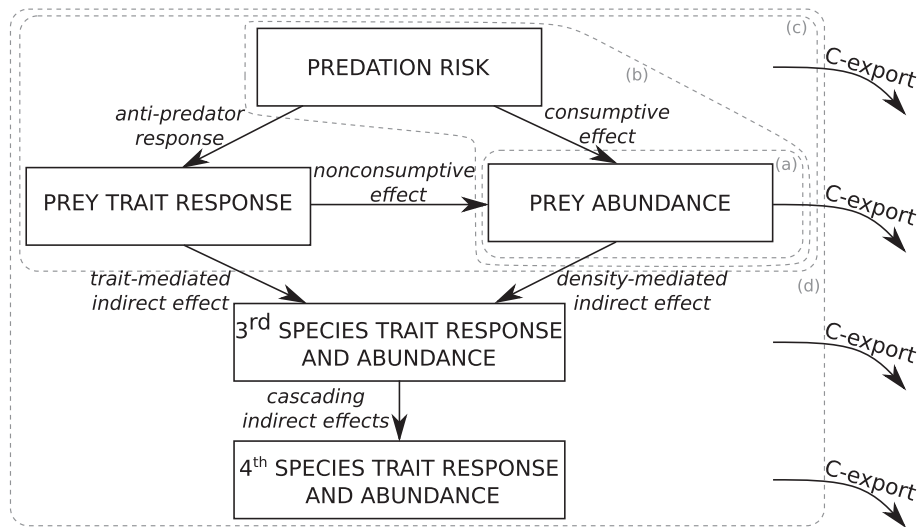 (c)
C-export
PREDATION RISK
(b)
anti-predator
response
consumptive
effect
(a)
PREY TRAIT RESPONSE
nonconsumptive
effect
PREY ABUNDANCE
C-export
trait-mediated
indirect effect
density-mediated
indirect effect
(d)
3rd SPECIES TRAIT RESPONSE
AND ABUNDANCE
C-export
cascading
indirect effects
4th SPECIES TRAIT RESPONSE
AND ABUNDANCE
C-export